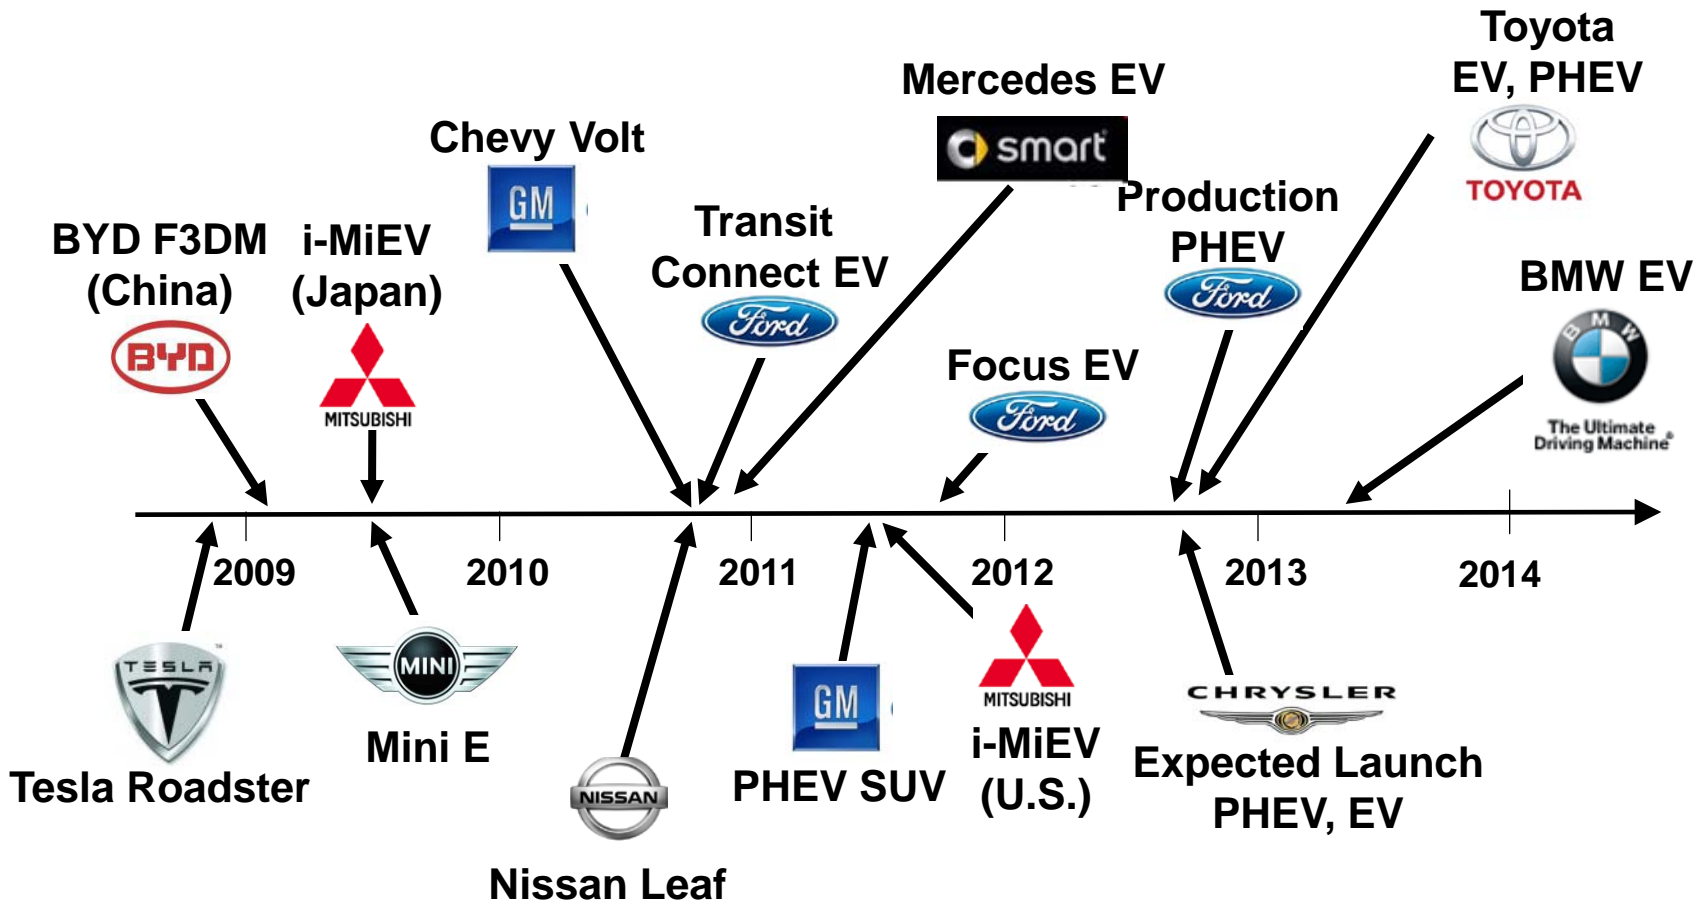 Toyota
EV, PHEV
TOYOTA
Mercedes EV
smart
Chevy Volt
GM
Production
PHEV
Ford
Transit
Connect EV
Ford
BYD F3DM
(China)
BYD
i-MiEV
(Japan)
MITSUBISHI
BMW EV
BMW
The Ultimate
Driving Machine®
Focus EV
Ford
2009
2010
2011
2012
2013
2014
TESLA
Tesla Roadster
MINI
Mini E
NISSAN
Nissan Leaf
GM
PHEV SUV
MITSUBISHI
i-MiEV
(U.S.)
CHRYSLER
Expected Launch
PHEV, EV